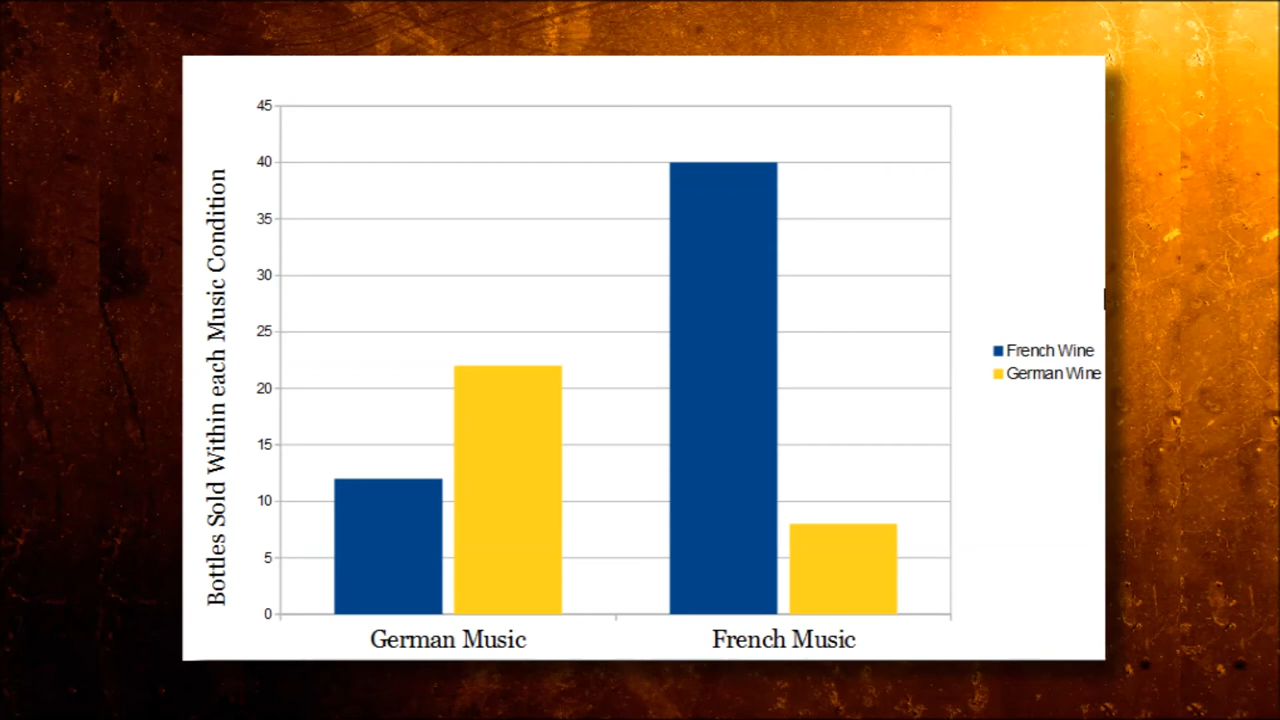 Bottles Sold Within each Music Condition
45
40
35
30
25
20
15
10
5
0
German Music
French Music
French Wine
German Wine